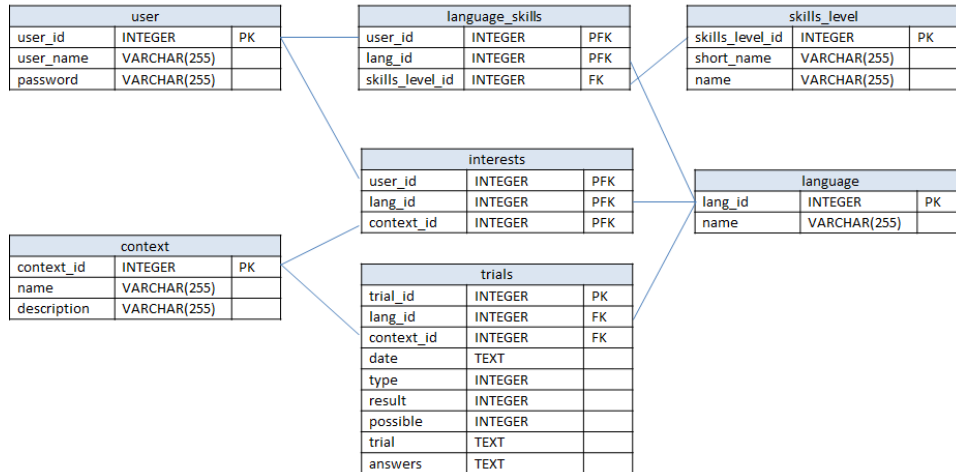 user
user_id INTEGER PK
user_name VARCHAR(255)
password VARCHAR(255)
language_skills
user_id INTEGER PFK
lang_id INTEGER PFK
skills_level_id INTEGER FK
skills_level
skills_level_id INTEGER PK
short_name VARCHAR(255)
name VARCHAR(255)
interests
user_id INTEGER PFK
lang_id INTEGER PFK
context_id INTEGER PFK
language
lang_id INTEGER PK
name VARCHAR(255)
context
context_id INTEGER PK
name VARCHAR(255)
description VARCHAR(255)
trials
trial_id INTEGER PK
lang_id INTEGER FK
context_id INTEGER FK
date TEXT
type INTEGER
result INTEGER
possible INTEGER
trial TEXT
answers TEXT